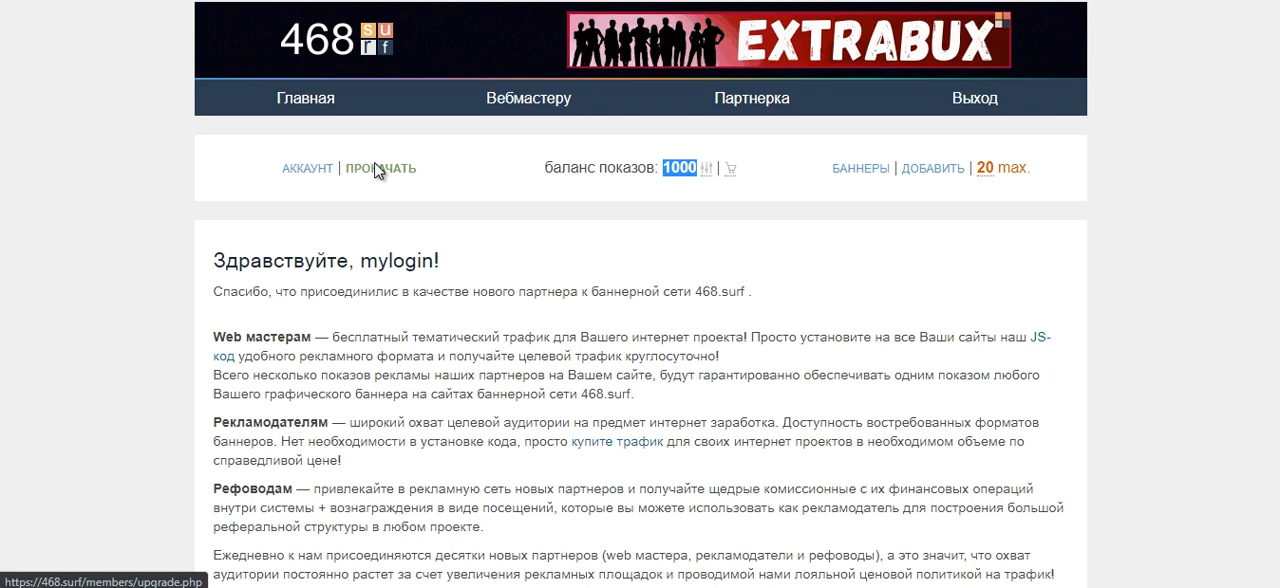 468 surf
EXTRABUX
Главная Вебмастеру Партнерка Выход
АККАУНТ | ПРОКАЧАТЬ баланс показов: 1000 | БАННЕРЫ | ДОБАВИТЬ | 20 max.
Здравствуйте, mylogin!
Спасибо, что присоединилис в качестве нового партнера к баннерной сети 468.surf .
Web мастерам — бесплатный тематический трафик для Вашего интернет проекта! Просто установите на все Ваши сайты наш JS-
код удобного рекламного формата и получайте целевой трафик круглосуточно!
Всего несколько показов рекламы наших партнеров на Вашем сайте, будут гарантированно обеспечивать одним показом любого
Вашего графического баннера на сайтах баннерной сети 468.surf.
Рекламодателям — широкий охват целевой аудитории на предмет интернет заработка. Доступность востребованных форматов
баннеров. Нет необходимости в установке кода, просто купите трафик для своих интернет проектов в необходимом объеме по
справедливой цене!
Рефоводам — привлекайте в рекламную сеть новых партнеров и получайте щедрые комиссионные с их финансовых операций
внутри системы + вознаграждения в виде посещений, которые вы можете использовать как рекламодатель для построения большой
реферальной структуры в любом проекте.
Ежедневно к нам присоединяются десятки новых партнеров (web мастера, рекламодатели и рефоводы), а это значит, что охват
аудитории постоянно растет за счет увеличения рекламных площадок и проводимой нами лояльной ценовой политикой на трафик!
https://468.surf/members/upgrade.php